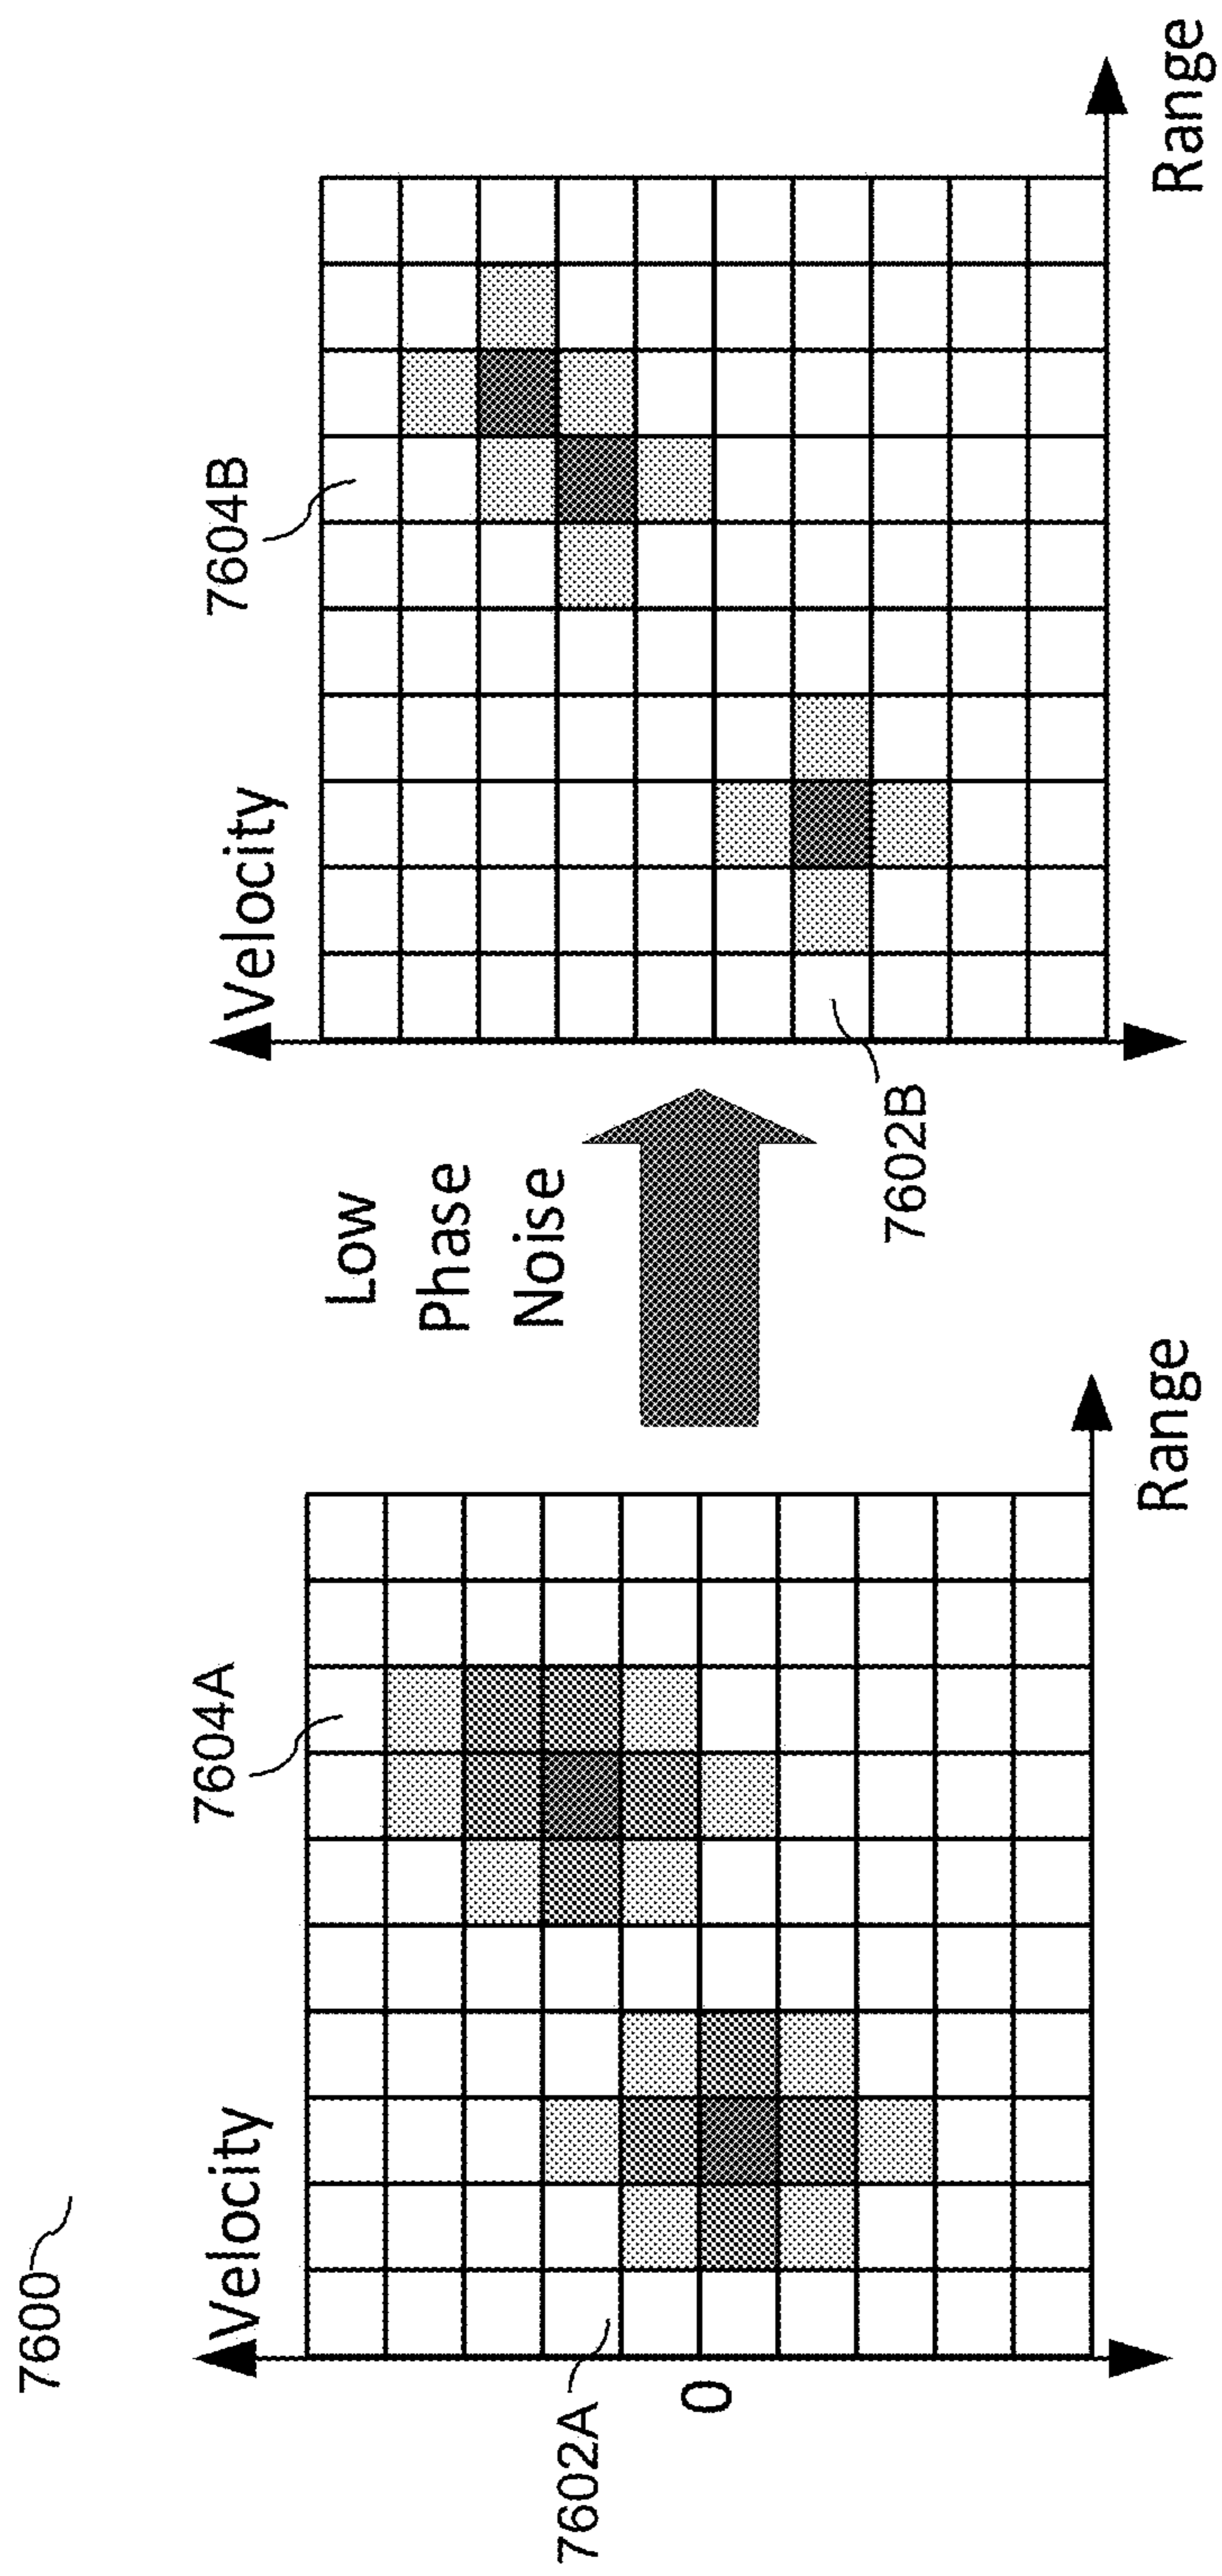 7600
Velocity
7604A
7602A
0
Range
Low
Phase
Noise
Velocity
7604B
7602B
Range